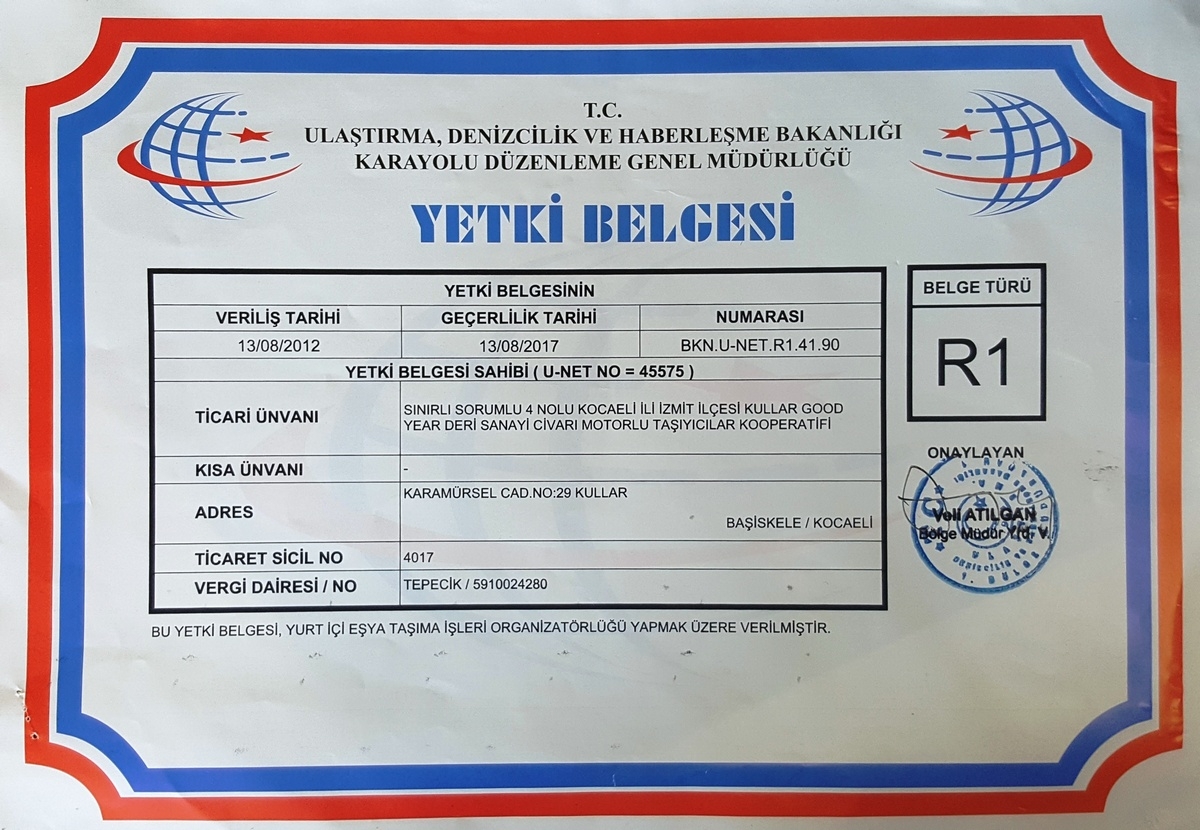 T.C.
ULAŞTIRMA, DENİZCİLİK VE HABERLEŞME BAKANLIĞI
KARAYOLU DÜZENLEME GENEL MÜDÜRLÜĞÜ
YETKİ BELGESİ
YETKİ BELGESİNİN
VERİLİŞ TARİHİ GEÇERLİLİK TARİHİ NUMARASI
13/08/2012 13/08/2017 BKN.U-NET.R1.41.90
YETKİ BELGESİ SAHİBİ ( U-NET NO = 45575 )
TİCARİ ÜNVANI
SINIRLI SORUMLU 4 NOLU KOCAELİ İLİ İZMİT İLÇESİ KULLAR GOOD
YEAR DERİ SANAYİ CİVARI MOTORLU TAŞIYICILAR KOOPERATİFİ
KISA ÜNVANI -
ADRES
KARAMÜRSEL CAD.NO:29 KULLAR
BAŞİSKELE / KOCAELİ
TİCARET SİCİL NO 4017
VERGİ DAİRESİ / NO TEPECİK / 5910024280
BU YETKİ BELGESİ, YURT İÇİ EŞYA TAŞIMA İŞLERİ ORGANİZATÖRLÜĞÜ YAPMAK ÜZERE VERİLMİŞTİR.
BELGE TÜRÜ
R1
ONAYLAYAN
Veli ATILGAN
Bölge Müdür Yrd. V.